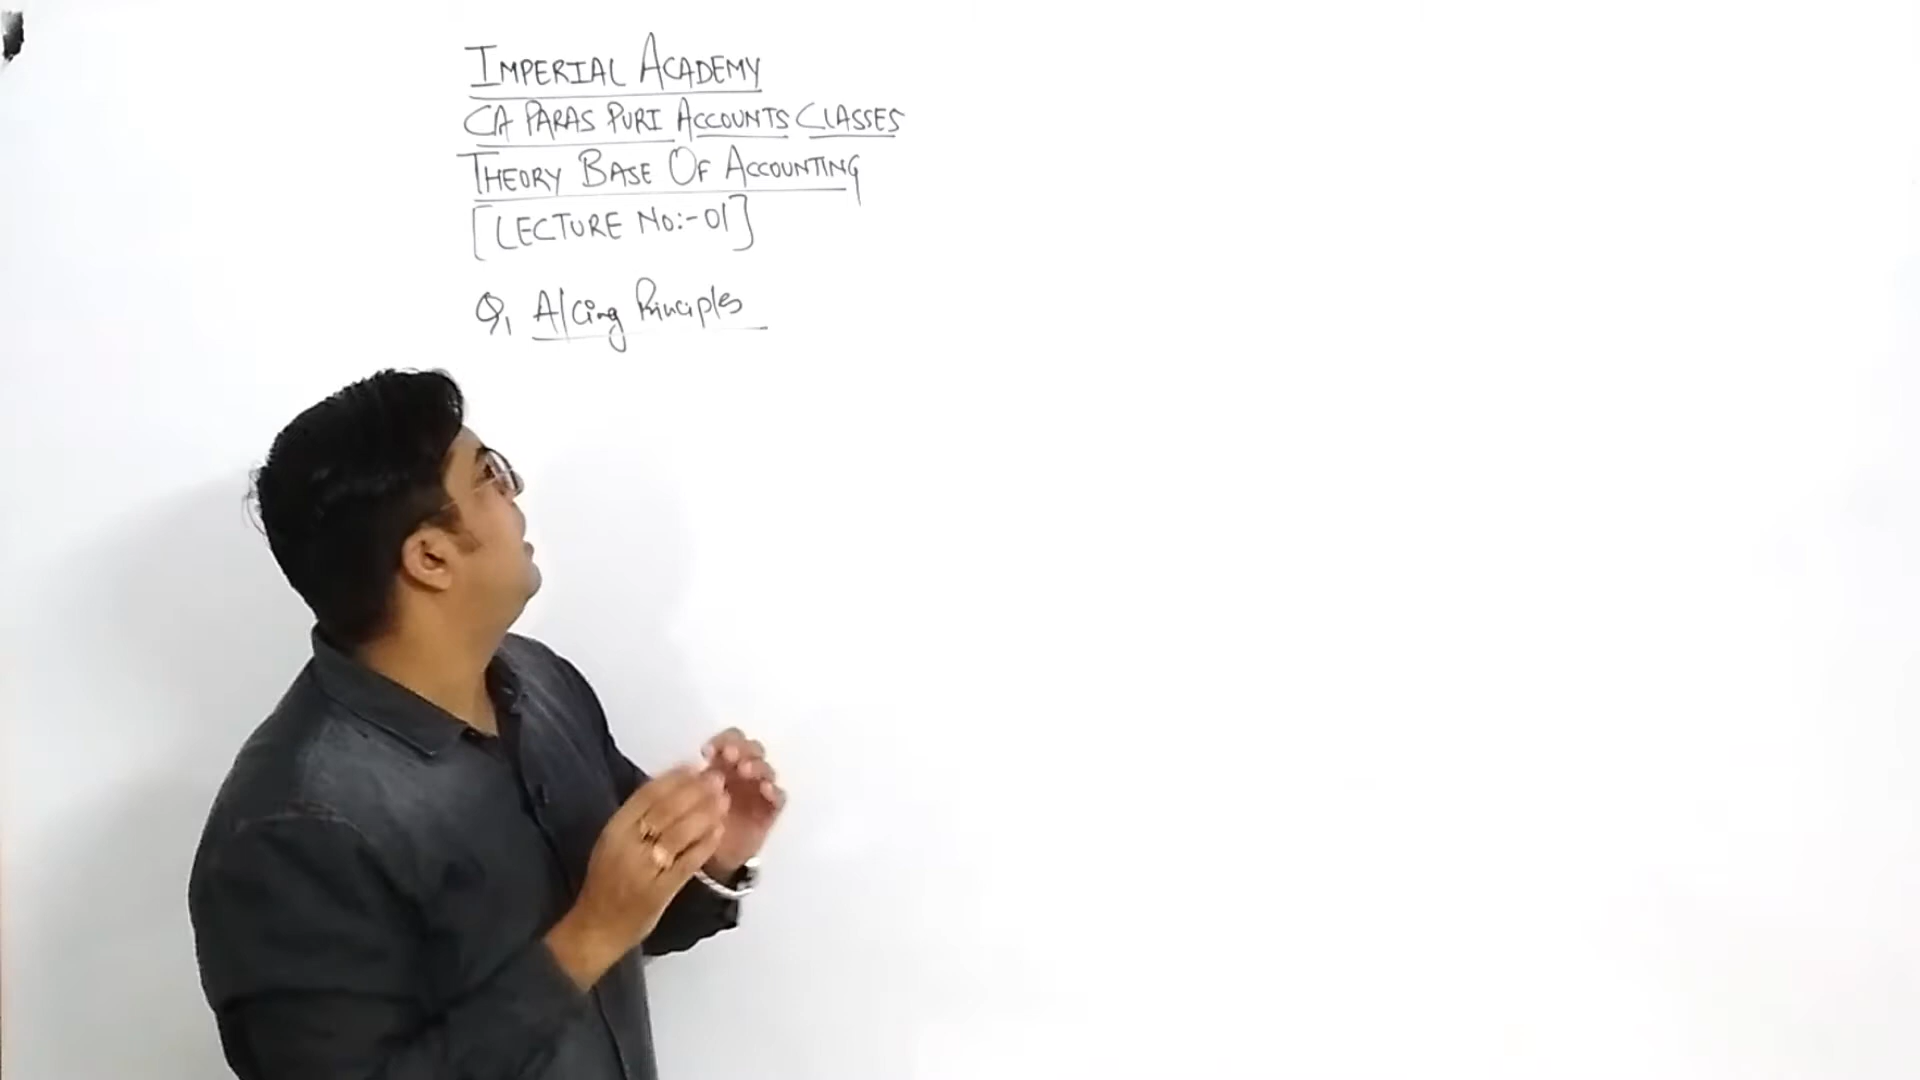 IMPERIAL ACADEMY
CA PARAS PURI ACCOUNTS CLASSES
THEORY BASE OF ACCOUNTING
[LECTURE No:-01]
Q1 A/cing Principles